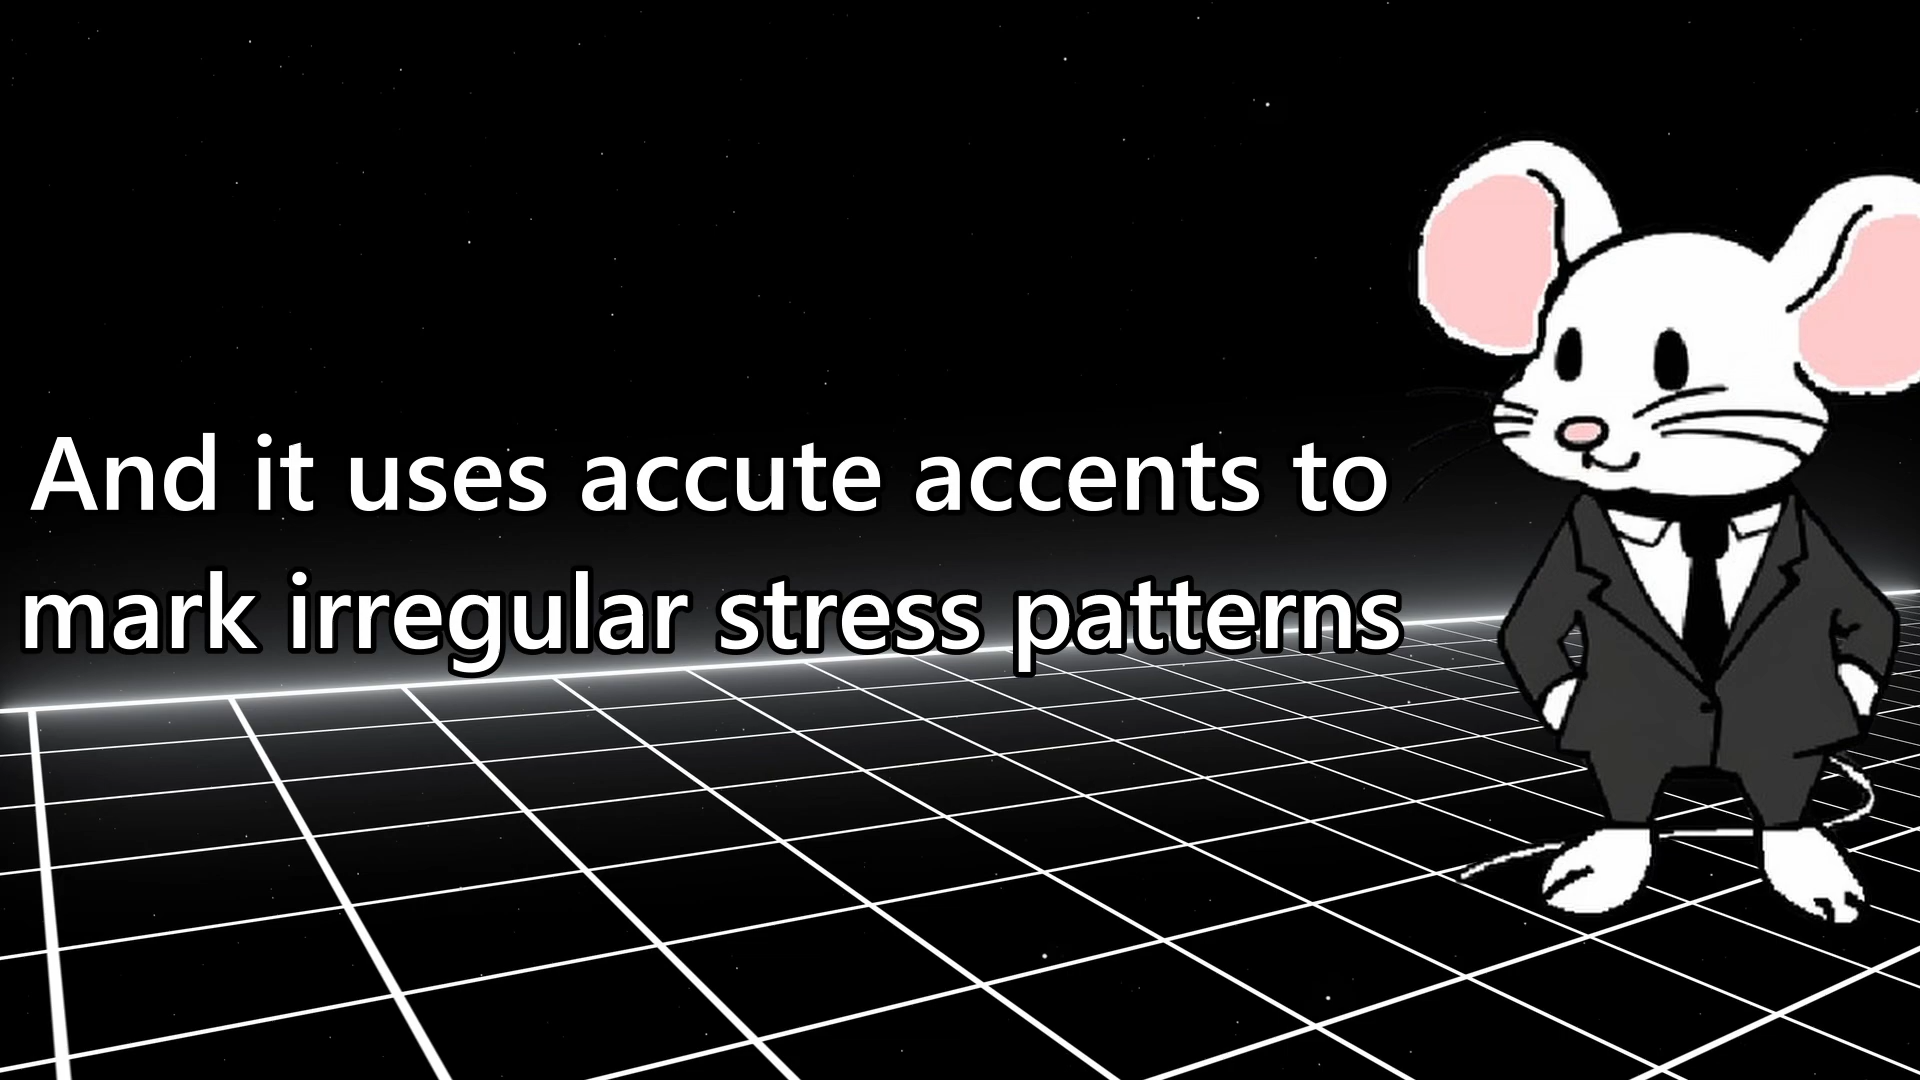 And it uses accute accents to
mark irregular stress patterns